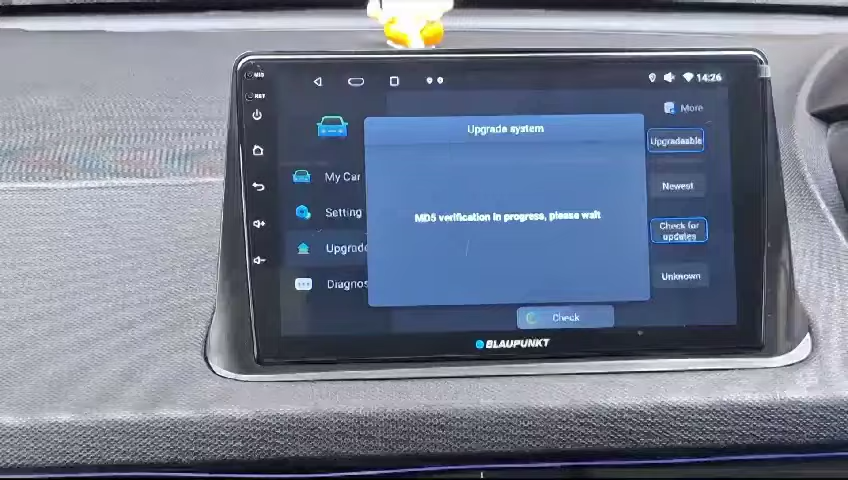 MIC
RST
14:26
More
Upgrade system
Upgradeable
My Car
Newest
Setting
MD5 verification in progress, please wait
Check for
updates
Upgrade
Unknown
Diagnos
Check
BLAUPUNKT